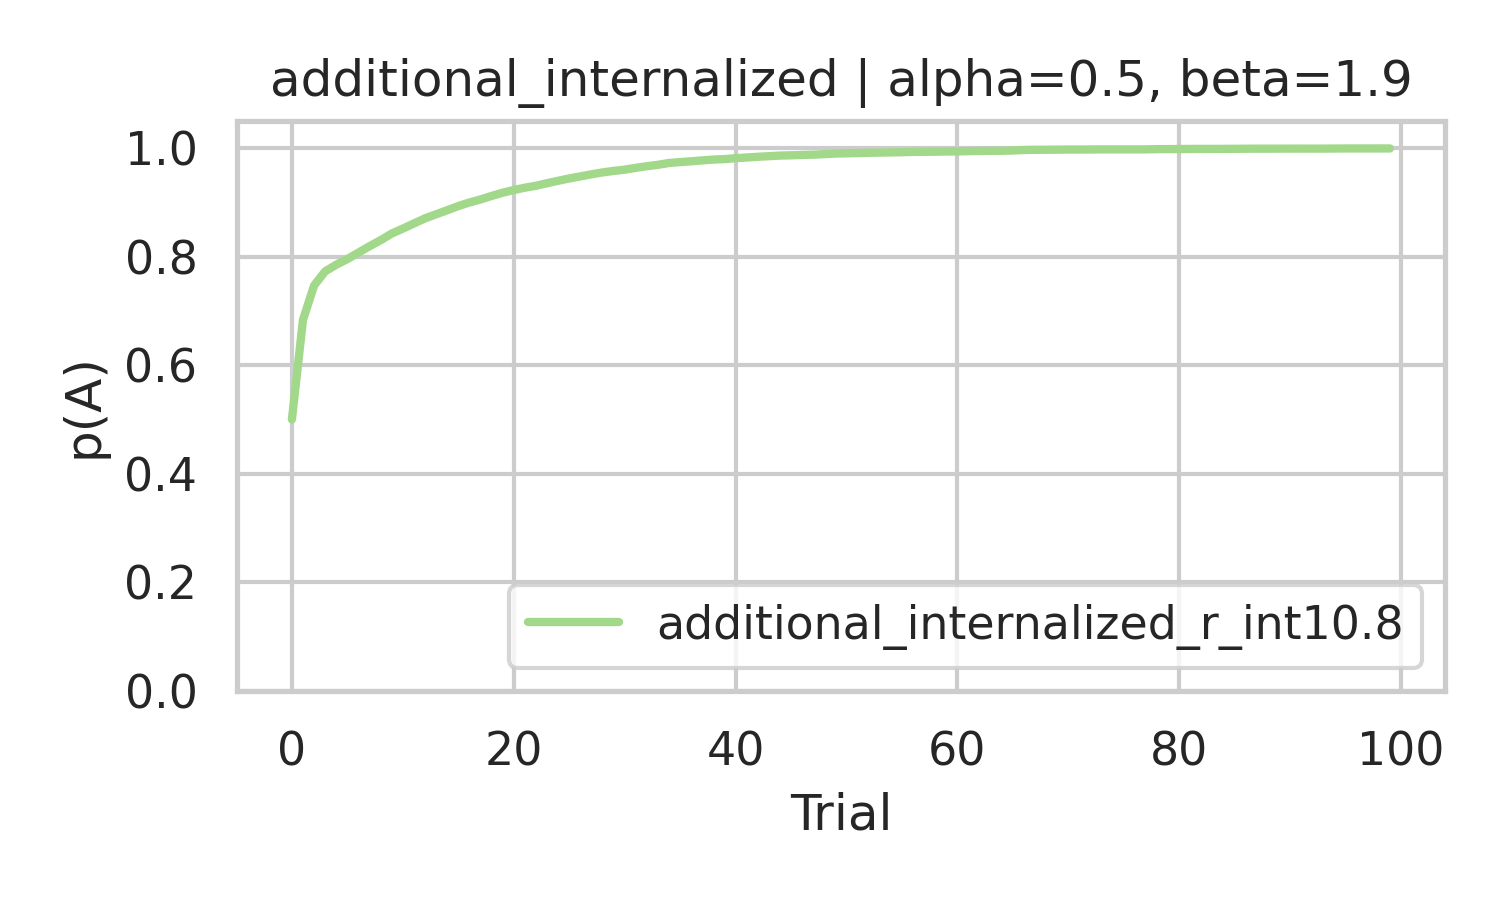 additional_internalized | alpha=0.5, beta=1.9
p(A)
1.0
0.8
0.6
0.4
0.2
0.0
additional_internalized_r_int10.8
0 20 40 60 80 100
Trial